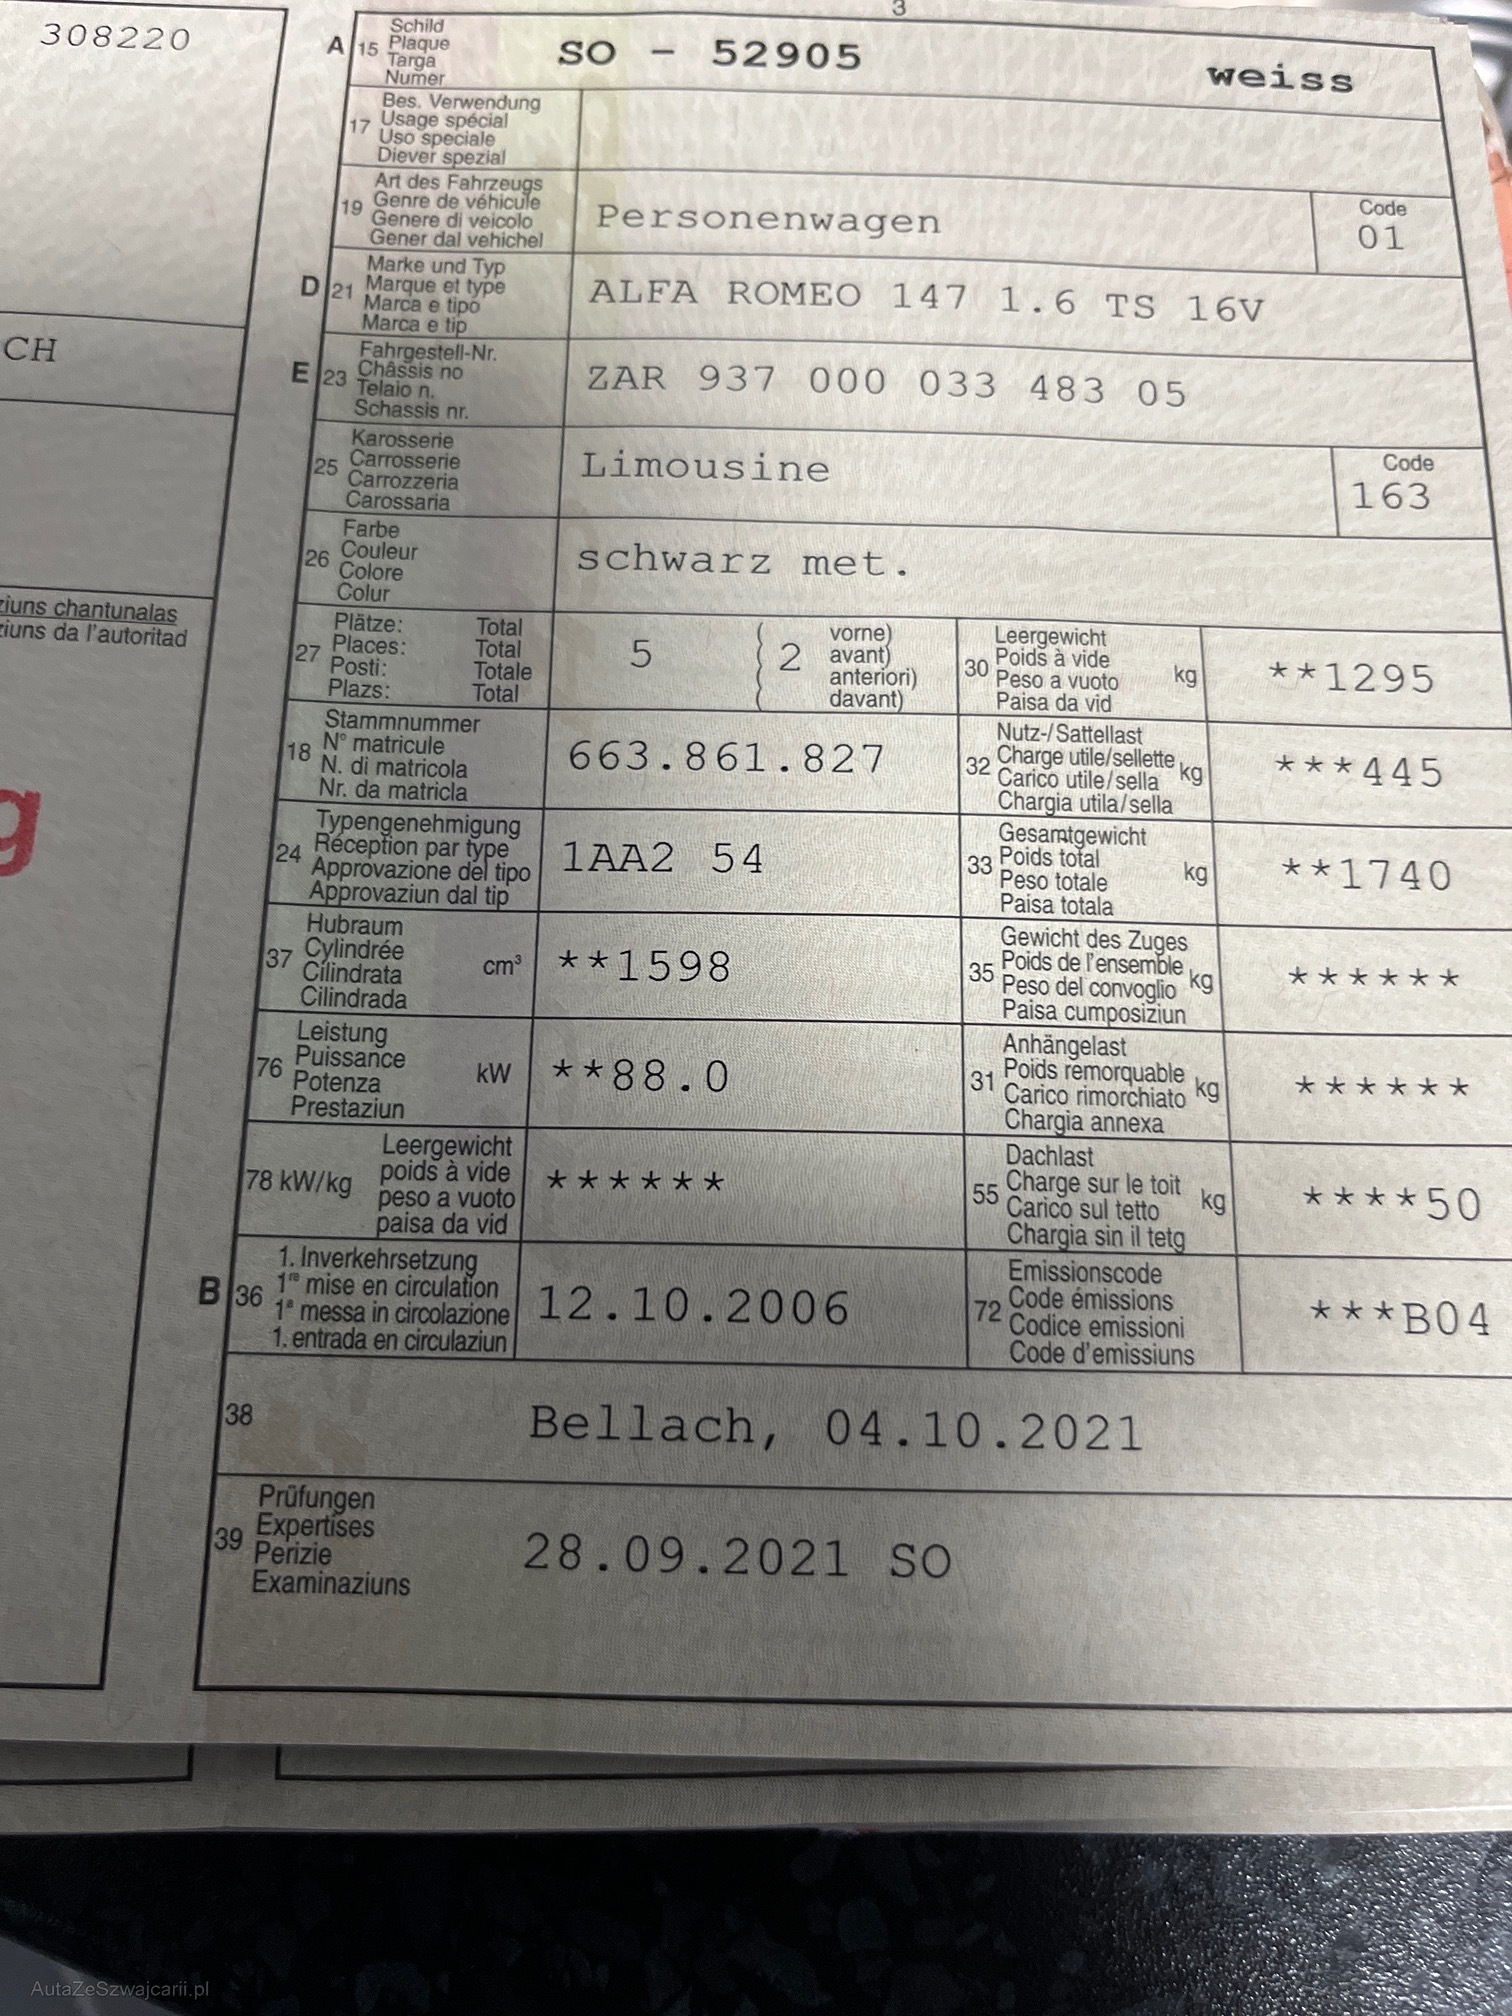 3
308220
A 15 Schild
Plaque
Targa
Numer
SO - 52905 weiss
17 Bes. Verwendung
Usage spécial
Uso speciale
Diever spezial
19 Art des Fahrzeugs
Genre de véhicule
Genere di veicolo
Gener dal vehichel
Personenwagen
Code
01
D 21 Marke und Typ
Marque et type
Marca e tipo
Marca e tip
ALFA ROMEO 147 1.6 TS 16V
CH
E 23 Fahrgestell-Nr.
Châssis no
Telaio n.
Schassis nr.
ZAR 937 000 033 483 05
25 Karosserie
Carrosserie
Carrozzeria
Carossaria
Limousine
Code
163
26 Farbe
Couleur
Colore
Colur
schwarz met.
ziuns chantunalas
ziuns da l'autoritad
27 Plätze: Total
Places: Total
Posti: Totale
Plazs: Total
5 2
vorne)
avant)
anteriori)
davant)
30 Leergewicht
Poids à vide
Peso a vuoto
Paisa da vid
kg **1295
18 Stammnummer
N° matricule
N. di matricola
Nr. da matricla
663.861.827
32 Nutz-/Sattellast
Charge utile/sellette
Carico utile/sella
Chargia utila/sella
kg ***445
g
24 Typengenehmigung
Réception par type
Approvazione del tipo
Approvaziun dal tip
1AA2 54
33 Gesamtgewicht
Poids total
Peso totale
Paisa totala
kg **1740
37 Hubraum
Cylindrée
Cilindrata
Cilindrada
cm³ **1598
35 Gewicht des Zuges
Poids de l'ensemble
Peso del convoglio
Paisa cumposiziun
kg ******
76 Leistung
Puissance
Potenza
Prestaziun
kW **88.0
31 Anhängelast
Poids remorquable
Carico rimorchiato
Chargia annexa
kg ******
78 kW/kg Leergewicht
poids à vide
peso a vuoto
paisa da vid
******
55 Dachlast
Charge sur le toit
Carico sul tetto
Chargia sin il tetg
kg ****50
B 36 1. Inverkehrsetzung
1re mise en circulation
1a messa in circolazione
1. entrada en circulaziun
12.10.2006
72 Emissionscode
Code émissions
Codice emissioni
Code d'emissiuns
***B04
38 Bellach, 04.10.2021
39 Prüfungen
Expertises
Perizie
Examinaziuns
28.09.2021 SO
AutaZeSzwajcarii.pl